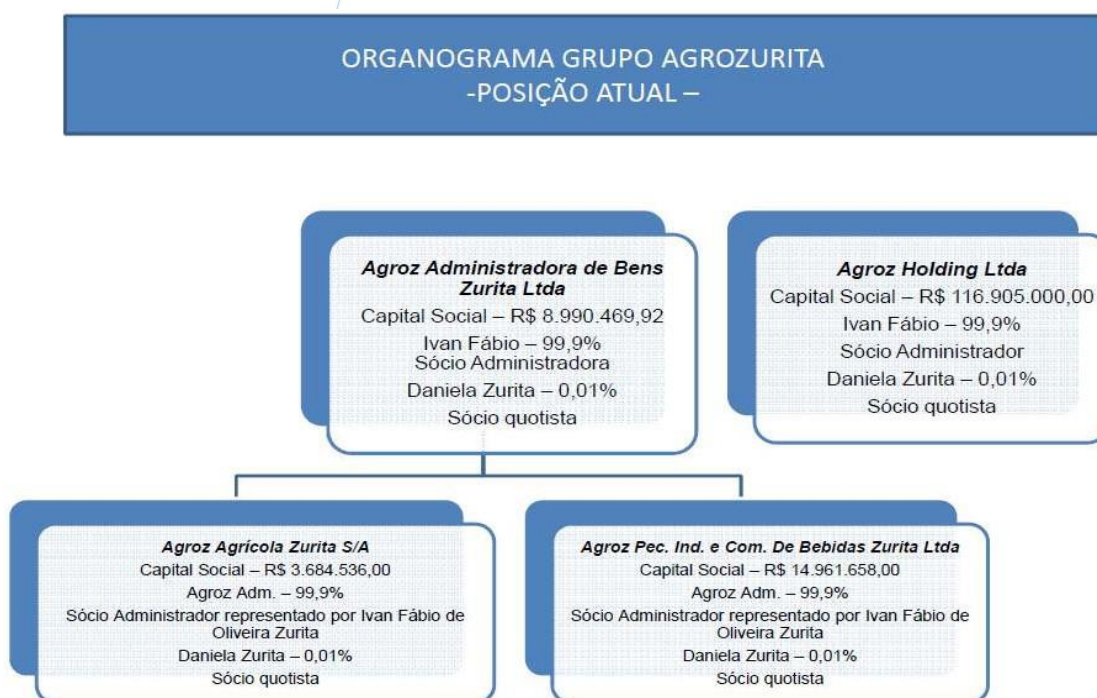 ORGANOGRAMA GRUPO AGROZURITA
-POSIÇÃO ATUAL –
Agroz Administradora de Bens
Zurita Ltda
Capital Social – R$ 8.990.469,92
Ivan Fábio – 99,9%
Sócio Administradora
Daniela Zurita – 0,01%
Sócio quotista
Agroz Holding Ltda
Capital Social – R$ 116.905.000,00
Ivan Fábio – 99,9%
Sócio Administrador
Daniela Zurita – 0,01%
Sócio quotista
Agroz Agrícola Zurita S/A
Capital Social – R$ 3.684.536,00
Agroz Adm. – 99,9%
Sócio Administrador representado por Ivan Fábio de
Oliveira Zurita
Daniela Zurita – 0,01%
Sócio quotista
Agroz Pec. Ind. e Com. De Bebidas Zurita Ltda
Capital Social – R$ 14.961.658,00
Agroz Adm. – 99,9%
Sócio Administrador representado por Ivan Fábio de
Oliveira Zurita
Daniela Zurita – 0,01%
Sócio quotista